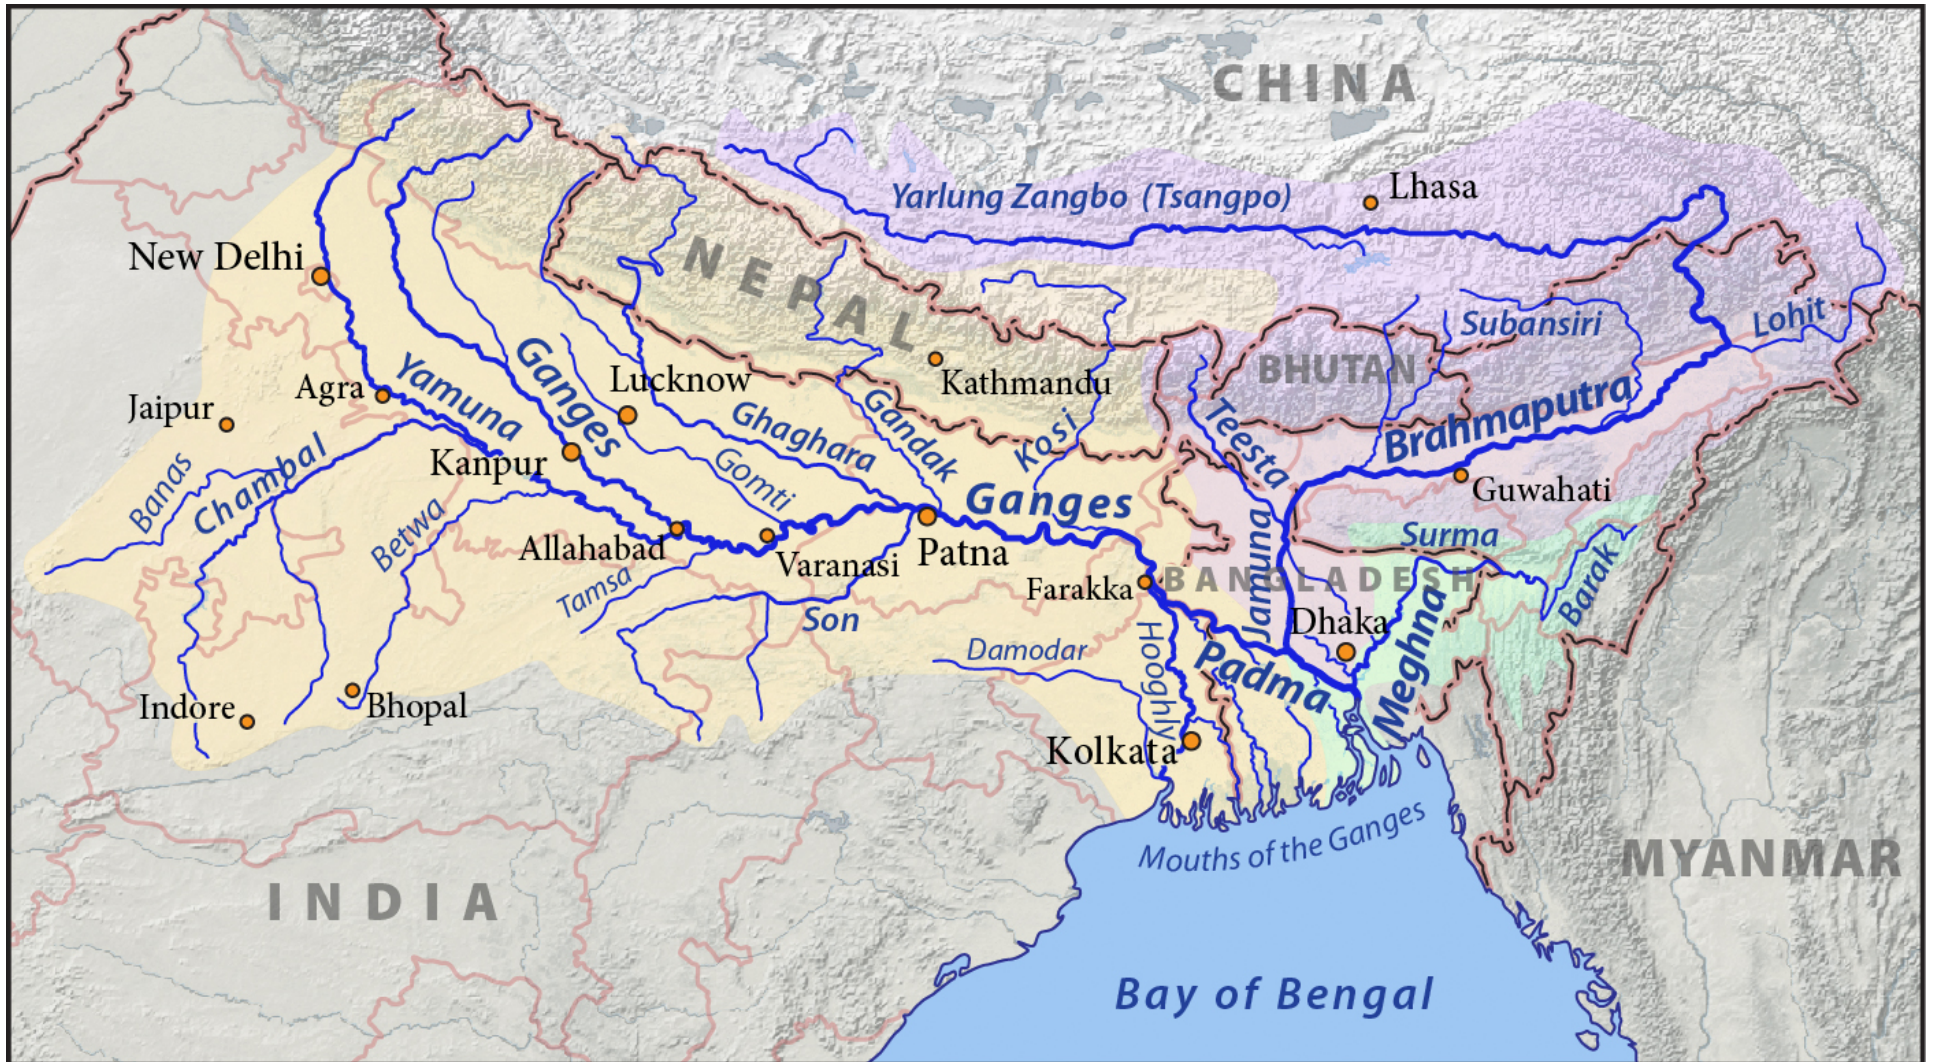 CHINA
Yarlung Zangbo (Tsangpo)
Lhasa
New Delhi
NEPAL
Lohit
Subansiri
BHUTAN
Ganges
Yamuna
Lucknow
Kathmandu
Agra
Jaipur
Brahmaputra
Ghaghara
Gandak
Kosi
Teesta
Kanpur
Banas
Chambal
Gomti
Ganges
Guwahati
Betwa
Allahabad
Varanasi
Patna
Surma
Jamuna
BANGLADESH
Farakka
Tamsa
Son
Barak
Dhaka
Meghna
Damodar
Hooghly
Padma
Indore
Bhopal
Kolkata
Mouths of the Ganges
MYANMAR
INDIA
Bay of Bengal